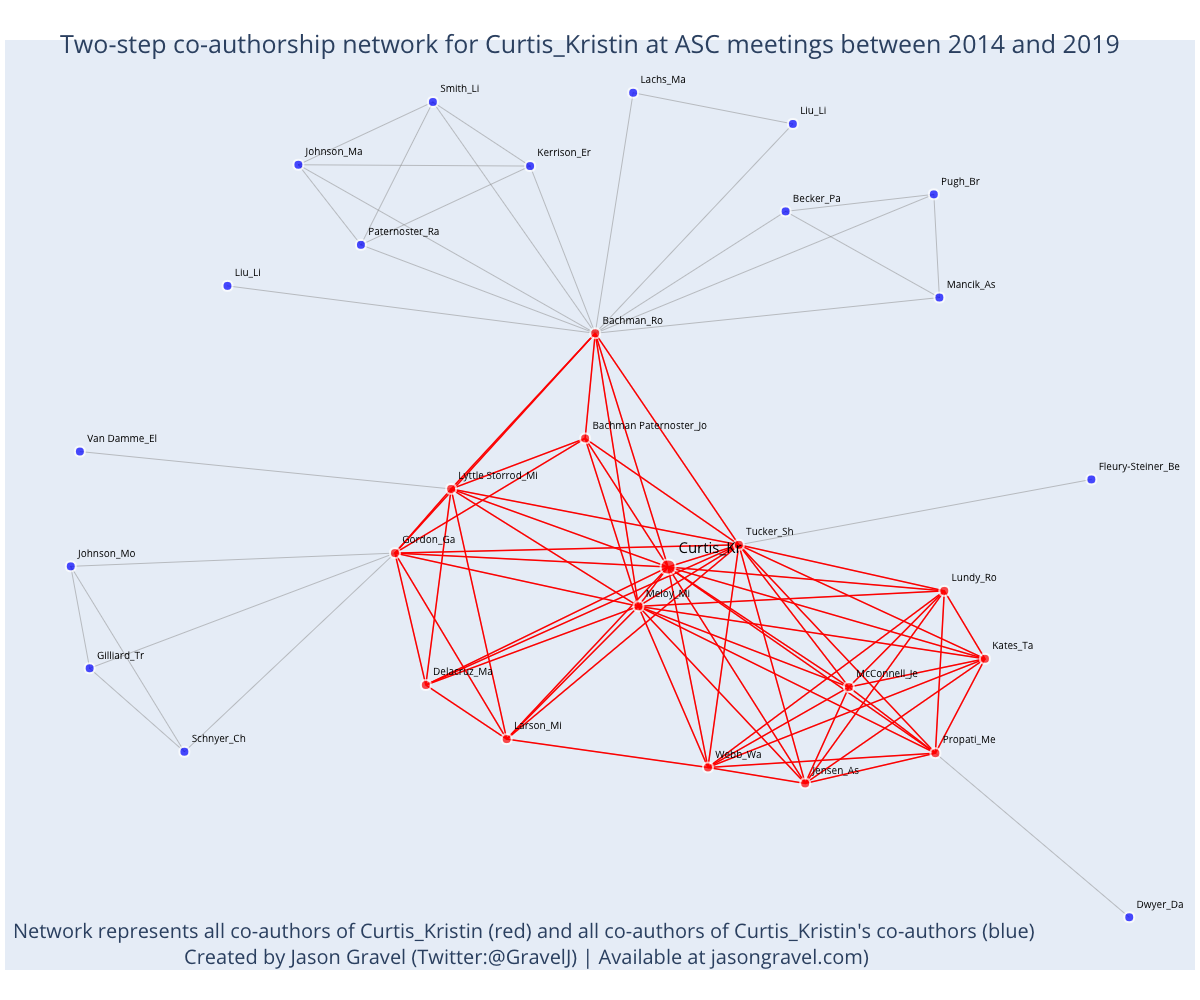 Two-step co-authorship network for Curtis_Kristin at ASC meetings between 2014 and 2019
Lachs_Ma
Smith_Li
Liu_Li
Johnson_Ma
Kerrison_Er
Pugh_Br
Becker_Pa
Paternoster_Ra
Liu_Li
Mancik_As
Bachman_Ro
Bachman Paternoster_Jo
Van Damme_El
Fleury-Steiner_Be
Lyttle Storrod_Mi
Tucker_Sh
Gordon_Ga
Curtis_Kr
Johnson_Mo
Lundy_Ro
Meloy_Mi
Kates_Ta
Gilliard_Tr
Delacruz_Ma
McConnell_Je
Larson_Mi
Schnyer_Ch
Propati_Me
Webb_Wa
Jensen_As
Dwyer_Da
Network represents all co-authors of Curtis_Kristin (red) and all co-authors of Curtis_Kristin's co-authors (blue)
Created by Jason Gravel (Twitter:@GravelJ) | Available at jasongravel.com)